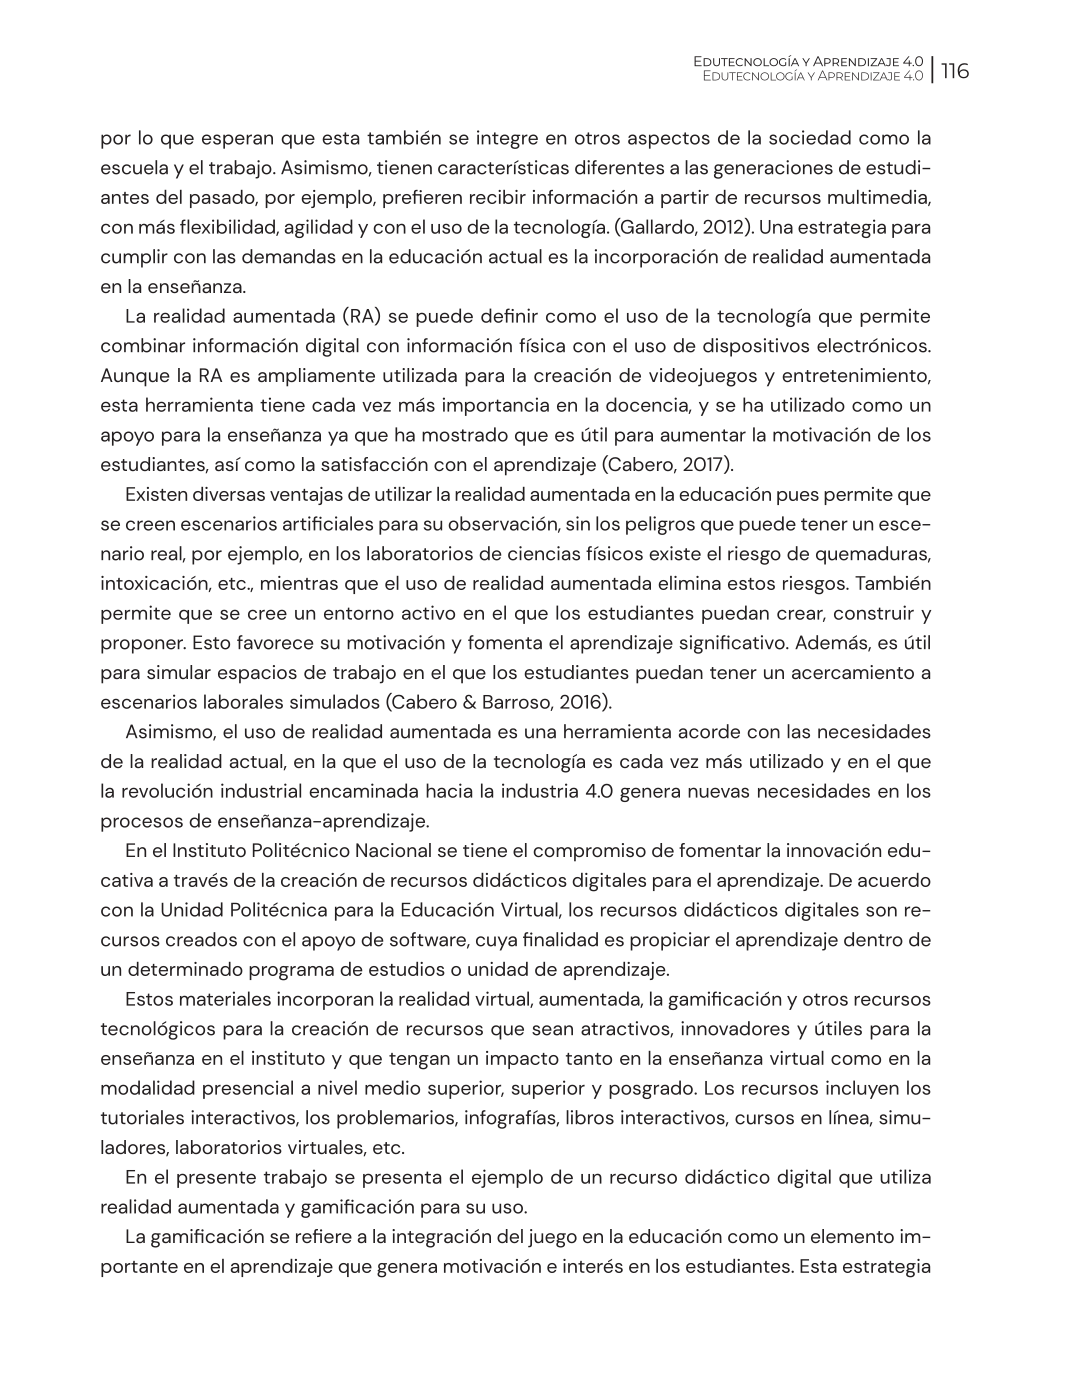 Edutecnología y Aprendizaje 4.0
Edutecnología y Aprendizaje 4.0
116
por lo que esperan que esta también se integre en otros aspectos de la sociedad como la
escuela y el trabajo. Asimismo, tienen características diferentes a las generaciones de estudi-
antes del pasado, por ejemplo, prefieren recibir información a partir de recursos multimedia,
con más flexibilidad, agilidad y con el uso de la tecnología. (Gallardo, 2012). Una estrategia para
cumplir con las demandas en la educación actual es la incorporación de realidad aumentada
en la enseñanza.
La realidad aumentada (RA) se puede definir como el uso de la tecnología que permite
combinar información digital con información física con el uso de dispositivos electrónicos.
Aunque la RA es ampliamente utilizada para la creación de videojuegos y entretenimiento,
esta herramienta tiene cada vez más importancia en la docencia, y se ha utilizado como un
apoyo para la enseñanza ya que ha mostrado que es útil para aumentar la motivación de los
estudiantes, así como la satisfacción con el aprendizaje (Cabero, 2017).
Existen diversas ventajas de utilizar la realidad aumentada en la educación pues permite que
se creen escenarios artificiales para su observación, sin los peligros que puede tener un esce-
nario real, por ejemplo, en los laboratorios de ciencias físicos existe el riesgo de quemaduras,
intoxicación, etc., mientras que el uso de realidad aumentada elimina estos riesgos. También
permite que se cree un entorno activo en el que los estudiantes puedan crear, construir y
proponer. Esto favorece su motivación y fomenta el aprendizaje significativo. Además, es útil
para simular espacios de trabajo en el que los estudiantes puedan tener un acercamiento a
escenarios laborales simulados (Cabero & Barroso, 2016).
Asimismo, el uso de realidad aumentada es una herramienta acorde con las necesidades
de la realidad actual, en la que el uso de la tecnología es cada vez más utilizado y en el que
la revolución industrial encaminada hacia la industria 4.0 genera nuevas necesidades en los
procesos de enseñanza-aprendizaje.
En el Instituto Politécnico Nacional se tiene el compromiso de fomentar la innovación edu-
cativa a través de la creación de recursos didácticos digitales para el aprendizaje. De acuerdo
con la Unidad Politécnica para la Educación Virtual, los recursos didácticos digitales son re-
cursos creados con el apoyo de software, cuya finalidad es propiciar el aprendizaje dentro de
un determinado programa de estudios o unidad de aprendizaje.
Estos materiales incorporan la realidad virtual, aumentada, la gamificación y otros recursos
tecnológicos para la creación de recursos que sean atractivos, innovadores y útiles para la
enseñanza en el instituto y que tengan un impacto tanto en la enseñanza virtual como en la
modalidad presencial a nivel medio superior, superior y posgrado. Los recursos incluyen los
tutoriales interactivos, los problemarios, infografías, libros interactivos, cursos en línea, simu-
ladores, laboratorios virtuales, etc.
En el presente trabajo se presenta el ejemplo de un recurso didáctico digital que utiliza
realidad aumentada y gamificación para su uso.
La gamificación se refiere a la integración del juego en la educación como un elemento im-
portante en el aprendizaje que genera motivación e interés en los estudiantes. Esta estrategia